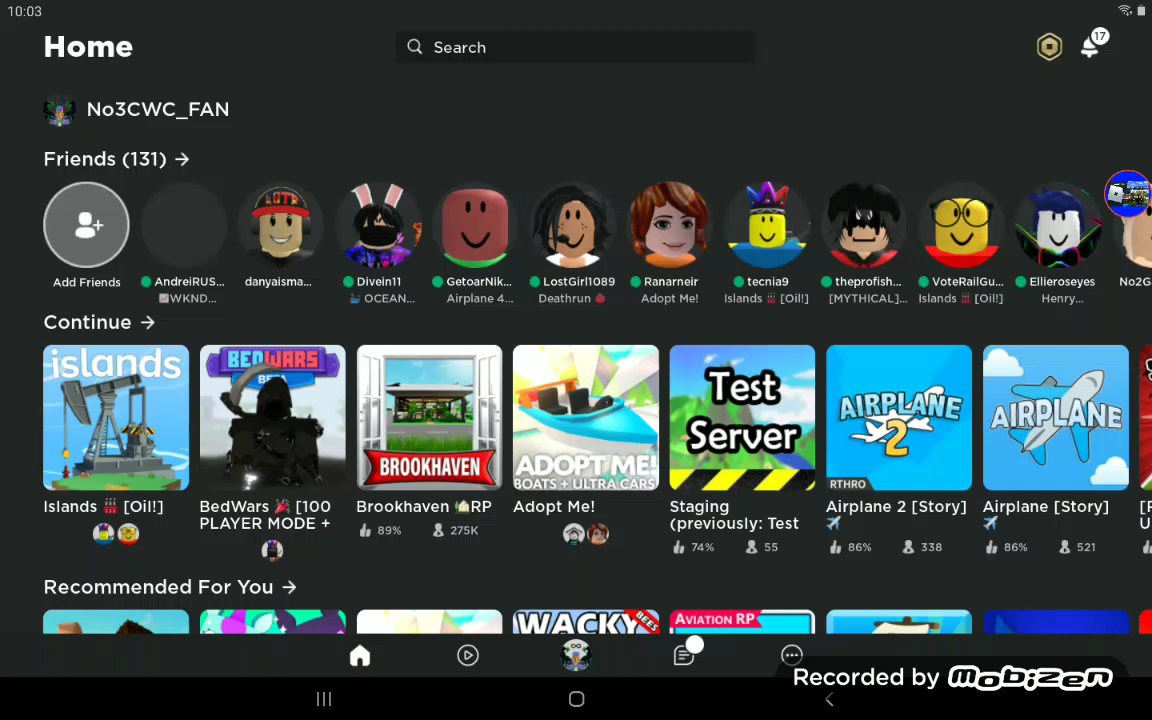 10:03
Home
Search
17
No3CWC_FAN
Friends (131) →
LOTR
Add Friends
AndreiRUS...
WKND...
danyaisma...
Divein11
OCEAN...
GetoarNik...
Airplane 4...
LostGirl1089
Deathrun
Ranarneir
Adopt Me!
tecnia9
Islands [Oil!]
theprofish...
[MYTHICAL]...
VoteRailGu...
Islands [Oil!]
Ellieroseyes
Henry...
No2G
Continue →
islands
BEDWARS
BETA
BROOKHAVEN
ADOPT ME!
BOATS + ULTRA CARS
Test
Server
AIRPLANE
2
RTHRO
AIRPLANE
Islands [Oil!]
BedWars 🎉 [100
PLAYER MODE +
Brookhaven 🏡RP
89% 275K
Adopt Me!
Staging
(previously: Test
74% 55
Airplane 2 [Story]
✈️
86% 338
Airplane [Story]
✈️
86% 521
Recommended For You →
WACKY
BEES
AVIATION RP
Recorded by MOBIZEN